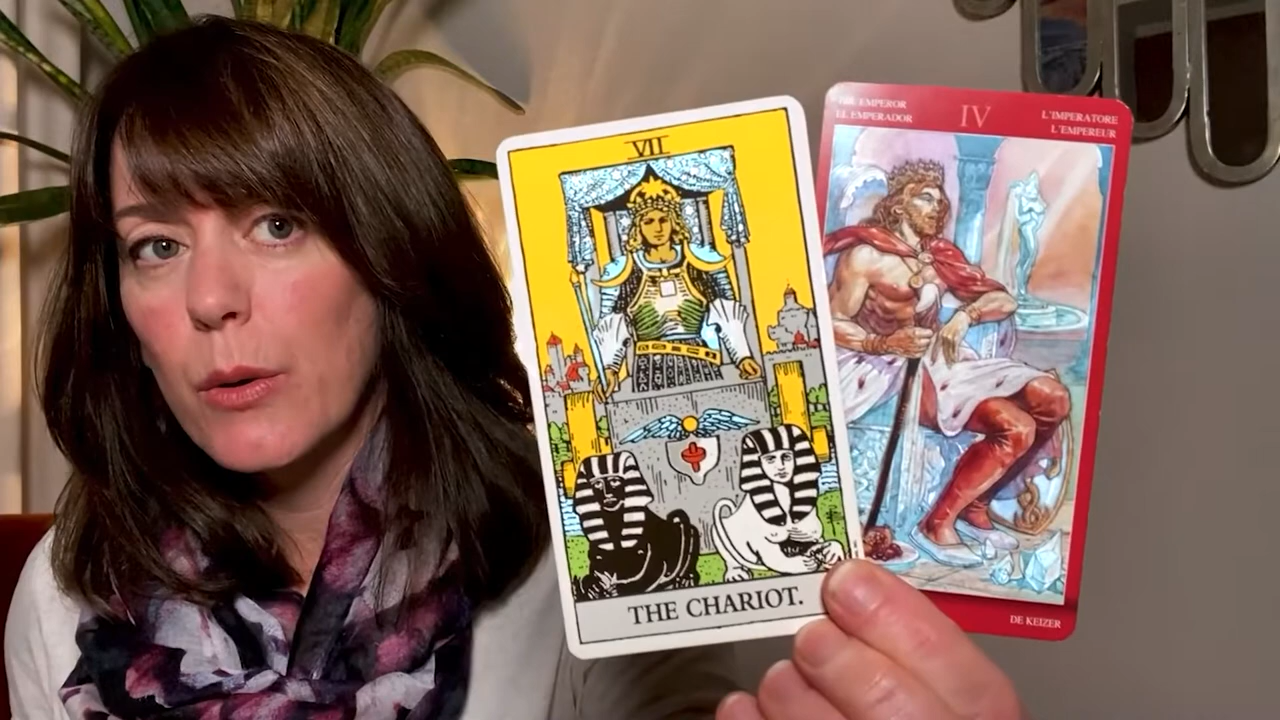 VII
THE CHARIOT.
THE EMPEROR
EL EMPERADOR
IV
L'IMPERATORE
L'EMPEREUR
DE KEIZER